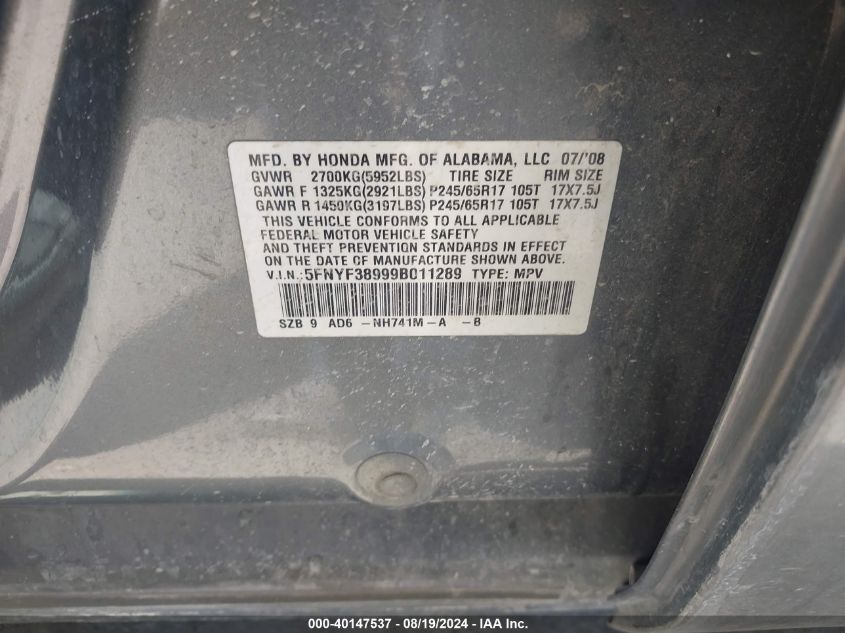 MFD. BY HONDA MFG. OF ALABAMA, LLC 07/'08
GVWR 2700KG(5952LBS) TIRE SIZE RIM SIZE
GAWR F 1325KG(2921LBS) P245/65R17 105T 17X7.5J
GAWR R 1450KG(3197LBS) P245/65R17 105T 17X7.5J
THIS VEHICLE CONFORMS TO ALL APPLICABLE
FEDERAL MOTOR VEHICLE SAFETY
AND THEFT PREVENTION STANDARDS IN EFFECT
ON THE DATE OF MANUFACTURE SHOWN ABOVE.
V.I.N.:5FNYF38999B011289 TYPE: MPV
SZB 9 AD6 -NH741M-A -B
000-40147537 - 08/19/2024 - Copyright © 2024 - IAA, Inc.